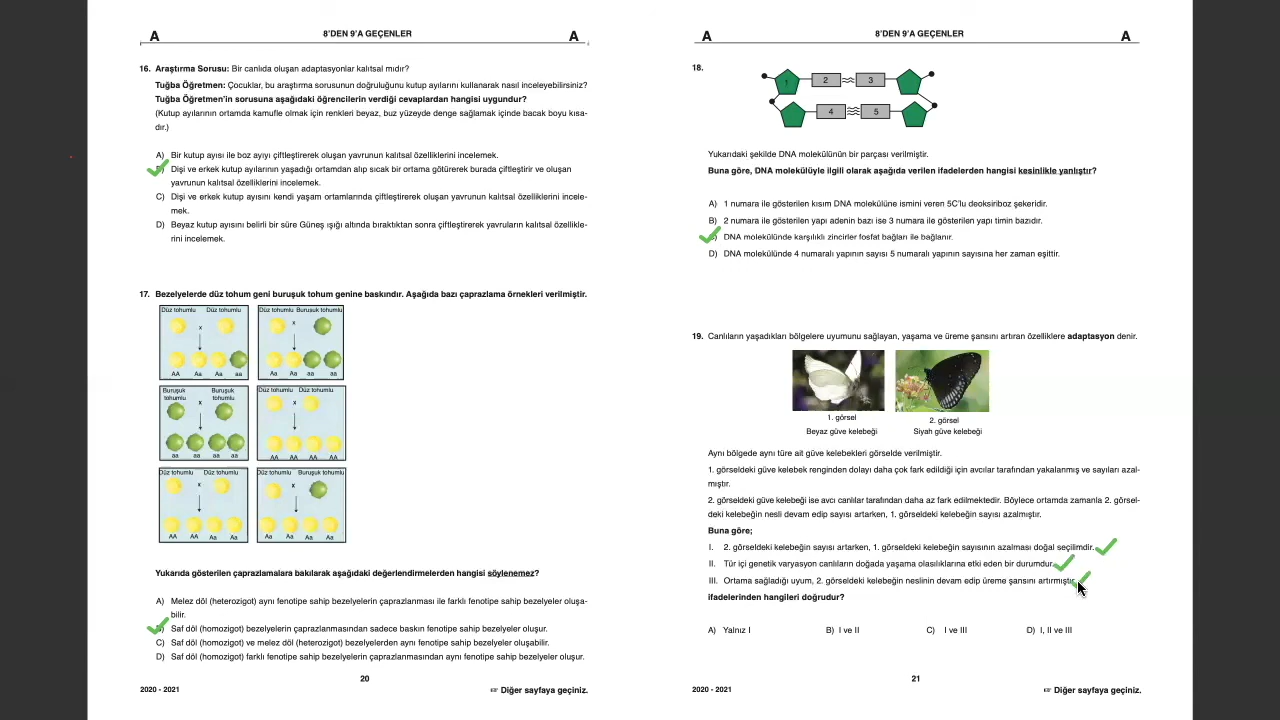 A 8’DEN 9’A GEÇENLER A
16. Araştırma Sorusu: Bir canlıda oluşan adaptasyonlar kalıtsal mıdır?
Tuğba Öğretmen: Çocuklar, bu araştırma sorusunun doğruluğunu kutup ayılarını kullanarak nasıl inceleyebilirsiniz?
Tuğba Öğretmen’in sorusuna aşağıdaki öğrencilerin verdiği cevaplardan hangisi uygundur?
(Kutup ayılarının ortamda kamufle olmak için renkleri beyaz, buz yüzeyde denge sağlamak içinde bacak boyu kısa-
dır.)
A) Bir kutup ayısı ile boz ayıyı çiftleştirerek oluşan yavrunun kalıtsal özelliklerini incelemek.
Dişi ve erkek kutup ayılarının yaşadığı ortamdan alıp sıcak bir ortama götürerek burada çiftleştirir ve oluşan
yavrunun kalıtsal özelliklerini incelemek.
C) Dişi ve erkek kutup ayısını kendi yaşam ortamlarında çiftleştirerek oluşan yavrunun kalıtsal özelliklerini incele-
mek.
D) Beyaz kutup ayısını belirli bir süre Güneş ışığı altında bıraktıktan sonra çiftleştirerek yavruların kalıtsal özellikle-
rini incelemek.
17. Bezelyelerde düz tohum geni buruşuk tohum genine baskındır. Aşağıda bazı çaprazlama örnekleri verilmiştir.
Düz tohumlu Düz tohumlu
x
AA Aa Aa aa
Düz tohumlu Buruşuk tohumlu
x
Aa Aa aa aa
Buruşuk tohumlu Buruşuk tohumlu
x
aa aa aa aa
Düz tohumlu Düz tohumlu
x
AA AA AA AA
Düz tohumlu Düz tohumlu
x
AA AA Aa Aa
Düz tohumlu Buruşuk tohumlu
x
Aa Aa Aa Aa
Yukarıda gösterilen çaprazlamalara bakılarak aşağıdaki değerlendirmelerden hangisi söylenemez?
A) Melez döl (heterozigot) aynı fenotipe sahip bezelyelerin çaprazlanması ile farklı fenotipe sahip bezelyeler oluşa-
bilir.
Saf döl (homozigot) bezelyelerin çaprazlanmasından sadece baskın fenotipe sahip bezelyeler oluşur.
C) Saf döl (homozigot) ve melez döl (heterozigot) bezelyelerden aynı fenotipe sahip bezelyeler oluşabilir.
D) Saf döl (homozigot) farklı fenotipe sahip bezelyelerin çaprazlanmasından aynı fenotipe sahip bezelyeler oluşur.
20
2020 - 2021 ☞ Diğer sayfaya geçiniz.
A 8’DEN 9’A GEÇENLER A
18.
1 2 3
4 5
Yukarıdaki şekilde DNA molekülünün bir parçası verilmiştir.
Buna göre, DNA molekülüyle ilgili olarak aşağıda verilen ifadelerden hangisi kesinlikle yanlıştır?
A) 1 numara ile gösterilen kısım DNA molekülüne ismini veren 5C’lu deoksiriboz şekeridir.
B) 2 numara ile gösterilen yapı adenin bazı ise 3 numara ile gösterilen yapı timin bazıdır.
DNA molekülünde karşılıklı zincirler fosfat bağları ile bağlanır.
D) DNA molekülünde 4 numaralı yapının sayısı 5 numaralı yapının sayısına her zaman eşittir.
19. Canlıların yaşadıkları bölgelere uyumunu sağlayan, yaşama ve üreme şansını artıran özelliklere adaptasyon denir.
1. görsel
Beyaz güve kelebeği
2. görsel
Siyah güve kelebeği
Aynı bölgede aynı türe ait güve kelebekleri görselde verilmiştir.
1. görseldeki güve kelebek renginden dolayı daha çok fark edildiği için avcılar tarafından yakalanmış ve sayıları azal-
mıştır.
2. görseldeki güve kelebeği ise avcı canlılar tarafından daha az fark edilmektedir. Böylece ortamda zamanla 2. görsel-
deki kelebeğin nesli devam edip sayısı artarken, 1. görseldeki kelebeğin sayısı azalmıştır.
Buna göre;
I. 2. görseldeki kelebeğin sayısı artarken, 1. görseldeki kelebeğin sayısının azalması doğal seçilimdir.
II. Tür içi genetik varyasyon canlıların doğada yaşama olasılıklarına etki eden bir durumdur.
III. Ortama sağladığı uyum, 2. görseldeki kelebeğin neslinin devam edip üreme şansını artırmıştır.
ifadelerinden hangileri doğrudur?
A) Yalnız I B) I ve II C) I ve III D) I, II ve III
21
2020 - 2021 ☞ Diğer sayfaya geçiniz.